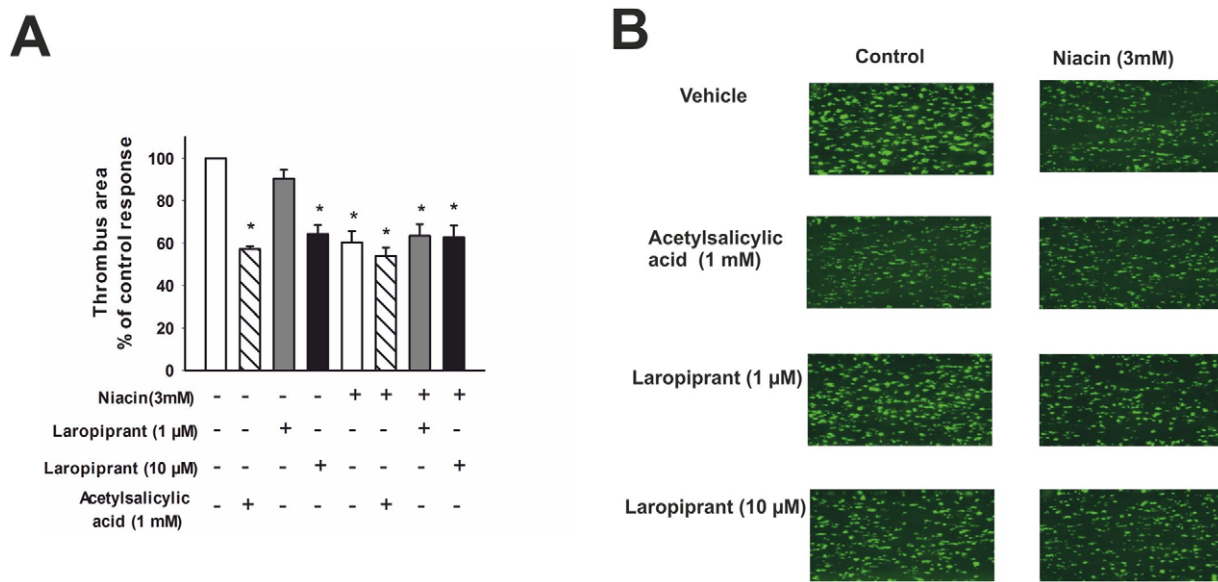 A
Thrombus area
% of control response
100
80
60
40
20
0
* * * * * *
Niacin(3mM) - - - - + + + +
Laropiprant (1 µM) - - + - - - + -
Laropiprant (10 µM) - - - + - - - +
Acetylsalicylic
acid (1 mM) - + - - - + - -
B
Control Niacin (3mM)
Vehicle
Acetylsalicylic
acid (1 mM)
Laropiprant (1 µM)
Laropiprant (10 µM)